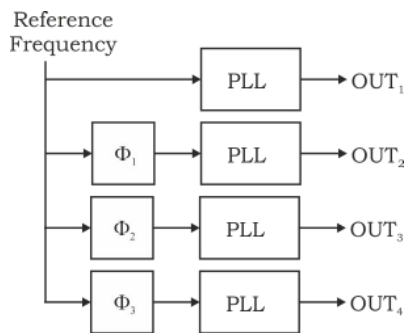 Reference
Frequency
PLL OUT₁
Φ₁ PLL OUT₂
Φ₂ PLL OUT₃
Φ₃ PLL OUT₄